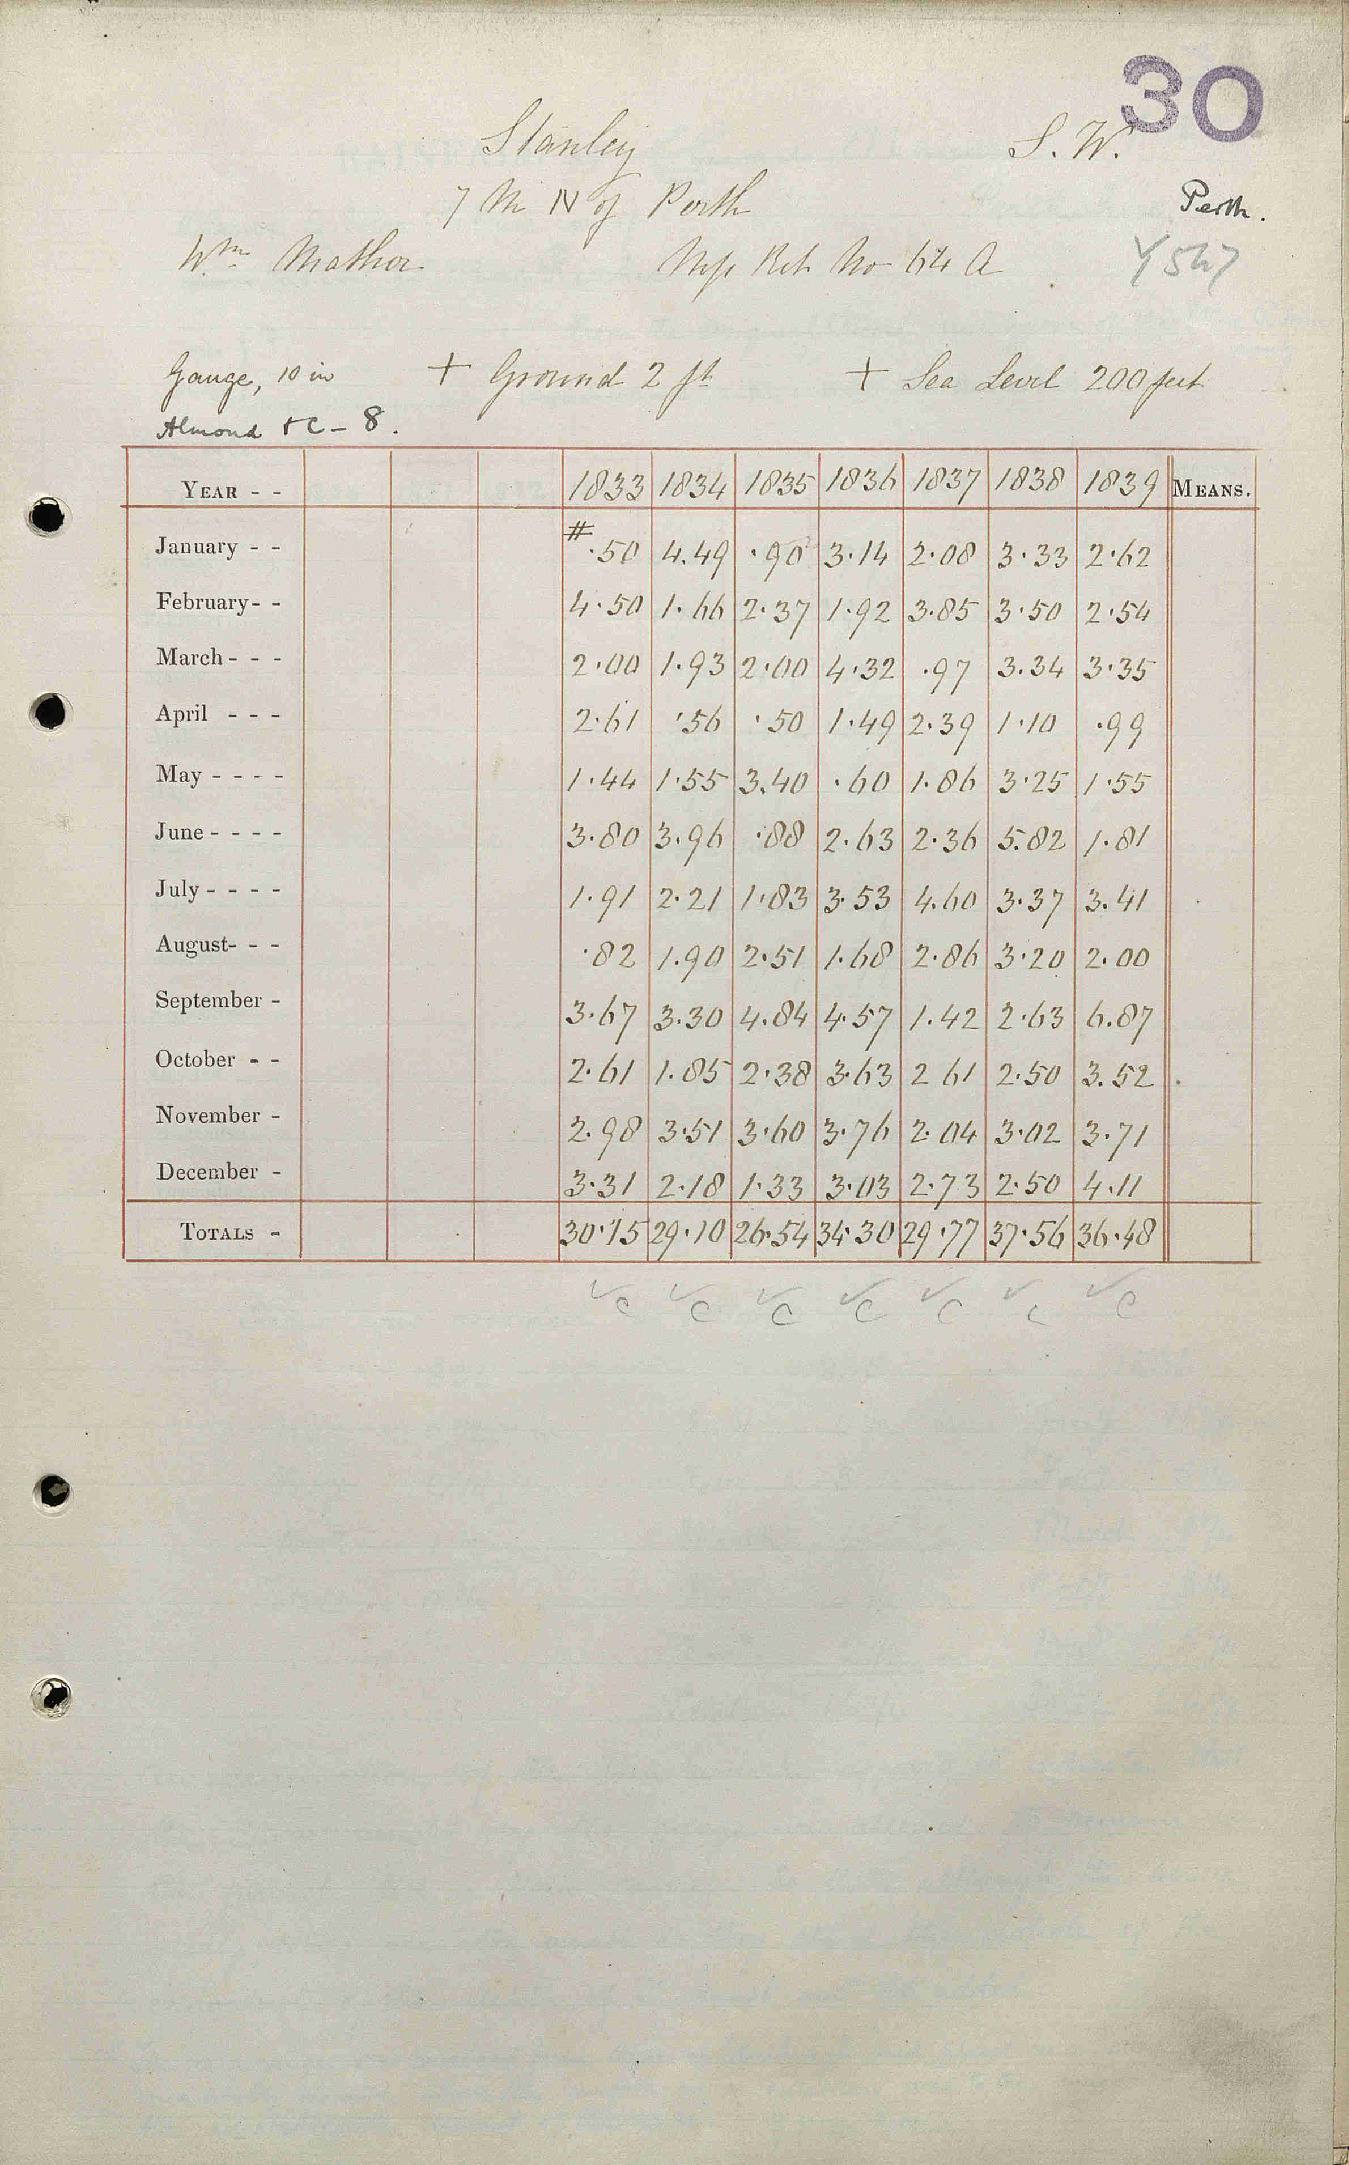 30
Stanley S. W.
7 M N of Perth Perth.
Wm Mather Mss Ret No 64 A Y547
Gauge, 10 in + Ground 2 ft + Sea Level 200 feet
Almond & C - 8.
YEAR - - 1833 1834 1835 1836 1837 1838 1839 MEANS.
January - - # .50 4.49 .90 3.14 2.08 3.33 2.62
February - - 4.50 1.66 2.37 1.92 3.85 3.50 2.54
March - - - 2.00 1.93 2.00 4.32 .97 3.34 3.35
April - - - 2.61 .56 .50 1.49 2.39 1.10 .99
May - - - - 1.44 1.55 3.40 .60 1.86 3.25 1.55
June - - - - 3.80 3.96 .88 2.63 2.36 5.82 1.81
July - - - - 1.91 2.21 1.83 3.53 4.60 3.37 3.41
August - - - .82 1.90 2.51 1.68 2.86 3.20 2.00
September - 3.67 3.30 4.84 4.57 1.42 2.63 6.87
October - - 2.61 1.85 2.38 3.63 2 61 2.50 3.52
November - 2.98 3.51 3.60 3.76 2.04 3.02 3.71
December - 3.31 2.18 1.33 3.03 2.73 2.50 4.11
TOTALS - 30.15 29.10 26.54 34.30 29.77 37.56 36.48
✓c ✓c ✓c ✓c ✓c ✓c ✓c